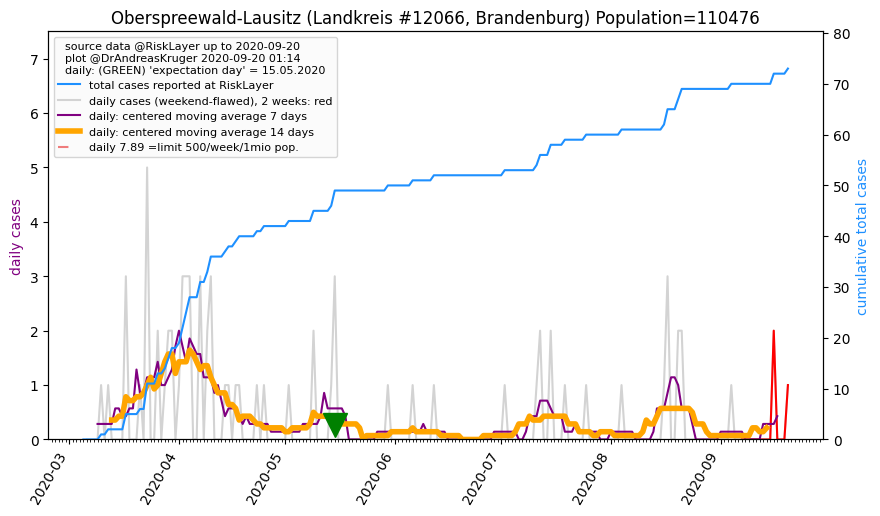 Oberspreewald-Lausitz (Landkreis #12066, Brandenburg) Population=110476
source data @RiskLayer up to 2020-09-20
plot @DrAndreasKruger 2020-09-20 01:14
daily: (GREEN) 'expectation day' = 15.05.2020
total cases reported at RiskLayer
daily cases (weekend-flawed), 2 weeks: red
daily: centered moving average 7 days
daily: centered moving average 14 days
daily 7.89 =limit 500/week/1mio pop.
daily cases
7
6
5
4
3
2
1
0
80
70
60
50
40
30
20
10
0
cumulative total cases
2020-03
2020-04
2020-05
2020-06
2020-07
2020-08
2020-09